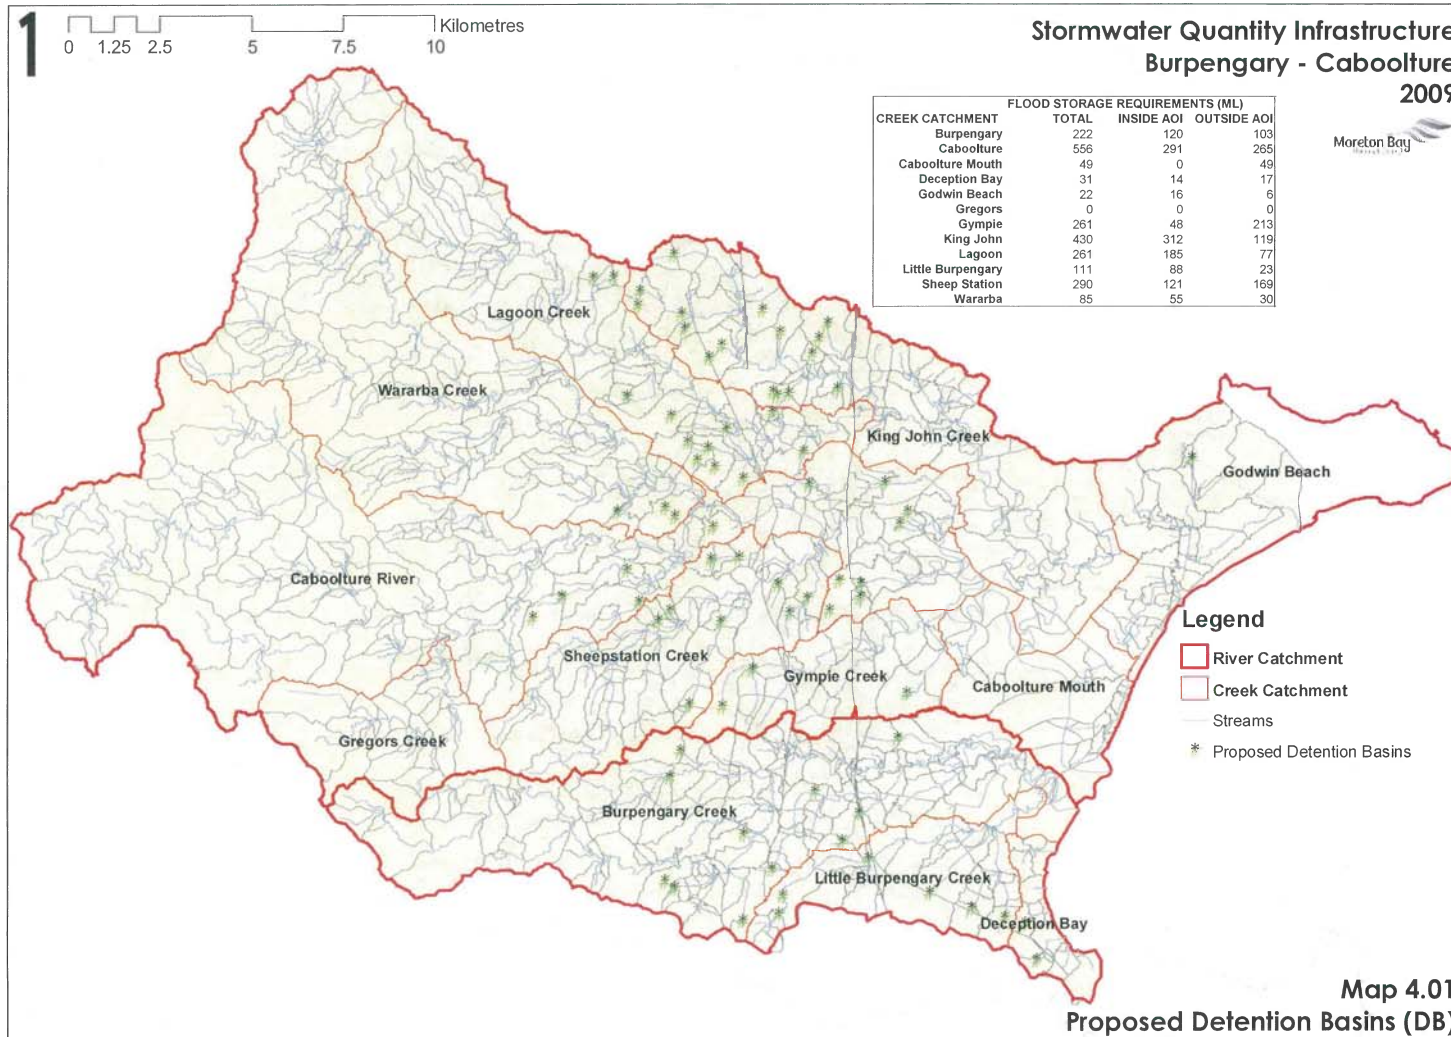 1
Kilometres
0 1.25 2.5 5 7.5 10
Stormwater Quantity Infrastructure
Burpengary - Caboolture
2009
Moreton Bay
FLOOD STORAGE REQUIREMENTS (ML)
CREEK CATCHMENT TOTAL INSIDE AOI OUTSIDE AOI
Burpengary 222 120 103
Caboolture 556 291 265
Caboolture Mouth 49 0 49
Deception Bay 31 14 17
Godwin Beach 22 16 6
Gregors 0 0 0
Gympie 261 48 213
King John 430 312 119
Lagoon 261 185 77
Little Burpengary 111 88 23
Sheep Station 290 121 169
Wararba 85 55 30
Lagoon Creek
Wararba Creek
King John Creek
Godwin Beach
Caboolture River
Sheepstation Creek
Gympie Creek
Caboolture Mouth
Gregors Creek
Burpengary Creek
Little Burpengary Creek
Deception Bay
Legend
River Catchment
Creek Catchment
Streams
Proposed Detention Basins
Map 4.01
Proposed Detention Basins (DB)